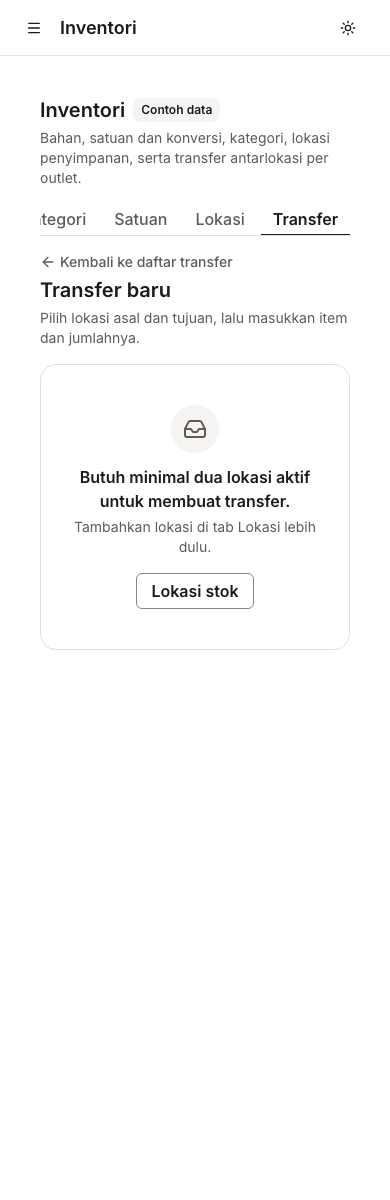 Inventori
Inventori
Contoh data
Bahan, satuan dan konversi, kategori, lokasi
penyimpanan, serta transfer antarlokasi per
outlet.
tegori Satuan Lokasi Transfer
Kembali ke daftar transfer
Transfer baru
Pilih lokasi asal dan tujuan, lalu masukkan item
dan jumlahnya.
Butuh minimal dua lokasi aktif
untuk membuat transfer.
Tambahkan lokasi di tab Lokasi lebih
dulu.
Lokasi stok